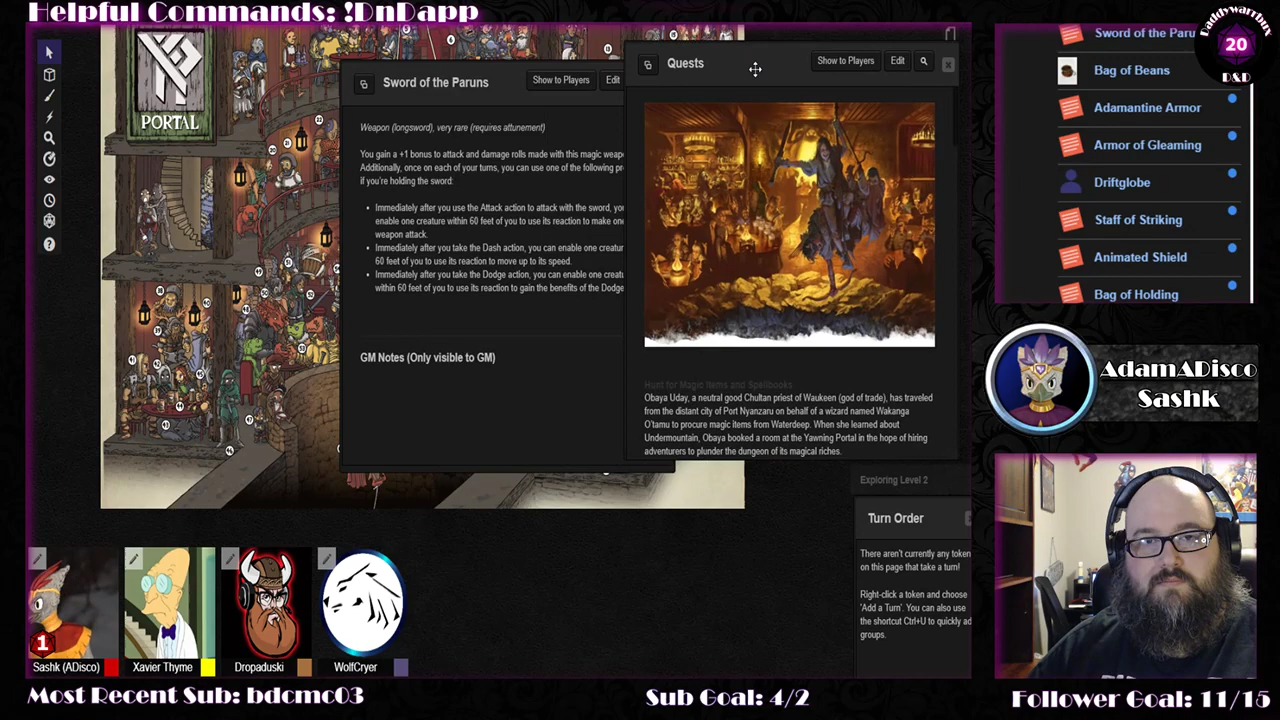 Helpful Commands: !DnDapp
PORTAL
Sword of the Paruns
Show to Players
Edit
Weapon (longsword), very rare (requires attunement)
You gain a +1 bonus to attack and damage rolls made with this magic weap
Additionally, once on each of your turns, you can use one of the following pr
if you're holding the sword:
Immediately after you use the Attack action to attack with the sword, yo
enable one creature within 60 feet of you to use its reaction to make one
weapon attack.
Immediately after you take the Dash action, you can enable one creatur
60 feet of you to use its reaction to move up to its speed.
Immediately after you take the Dodge action, you can enable one creatu
within 60 feet of you to use its reaction to gain the benefits of the Dodge
GM Notes (Only visible to GM)
Quests
Show to Players
Edit
Hunt for Magic Items and Spellbooks
Obaya Uday, a neutral good Chultan priest of Waukeen (god of trade), has traveled
from the distant city of Port Nyanzaru on behalf of a wizard named Wakanga
O'tamu to procure magic items from Waterdeep. When she learned about
Undermountain, Obaya booked a room at the Yawning Portal in the hope of hiring
adventurers to plunder the dungeon of its magical riches.
Exploring Level 2
Turn Order
There aren't currently any token
on this page that take a turn!
Right-click a token and choose
'Add a Turn'. You can also use
the shortcut Ctrl+U to quickly ad
groups.
Sword of the Paru
Bag of Beans
Adamantine Armor
Armor of Gleaming
Driftglobe
Staff of Striking
Animated Shield
Bag of Holding
20
D&D
AdamADisco
Sashk
1
Sashk (ADisco)
Xavier Thyme
Dropaduski
WolfCryer
Most Recent Sub: bdcmc03
Sub Goal: 4/2
Follower Goal: 11/15